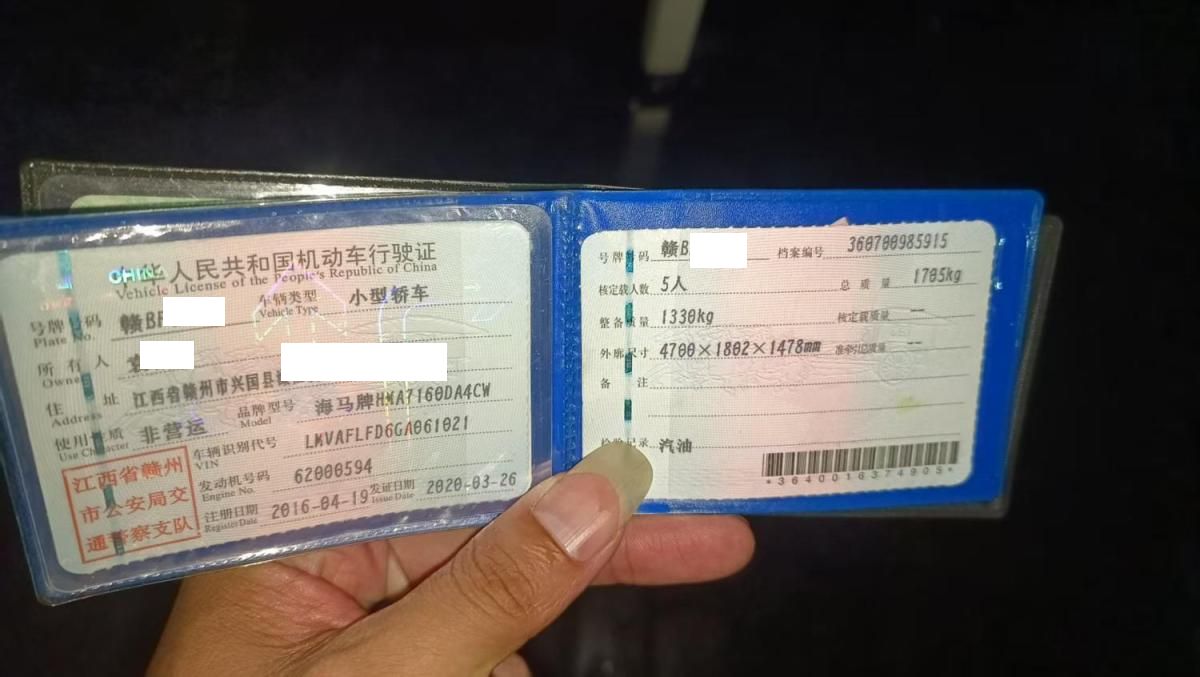 中华人民共和国机动车行驶证
Vehicle License of the People's Republic of China
号牌号码 赣B
Plate No.
车辆类型 小型轿车
Vehicle Type
所有人
Owner
住址 江西省赣州市兴国县
Address
使用性质 非营运
Use Character
品牌型号 海马牌HMA7160DA4CW
Model
车辆识别代号 LMVAFLFD6GA061021
VIN
发动机号码 62000594
Engine No.
注册日期 2016-04-19
Register Date
发证日期 2020-03-26
Issue Date
江西省赣州
市公安局交
通警察支队
号牌号码 赣B
档案编号 360700985915
核定载人数 5人
总质量 1705kg
整备质量 1330kg
核定载质量 --
外廓尺寸 4700×1802×1478mm
准牵引总质量 --
备注
检验记录 汽油
*3640016374905*